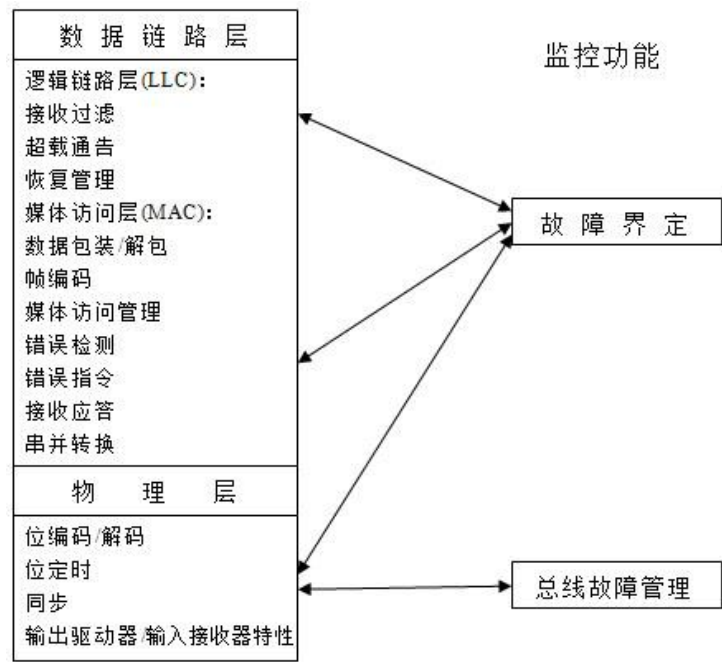 数据链路层
监控功能
逻辑链路层(LLC):
接收过滤
超载通告
恢复管理
媒体访问层(MAC):
数据包装/解包
帧编码
媒体访问管理
错误检测
错误指令
接收应答
串并转换
故障界定
物理层
位编码/解码
位定时
同步
输出驱动器/输入接收器特性
总线故障管理